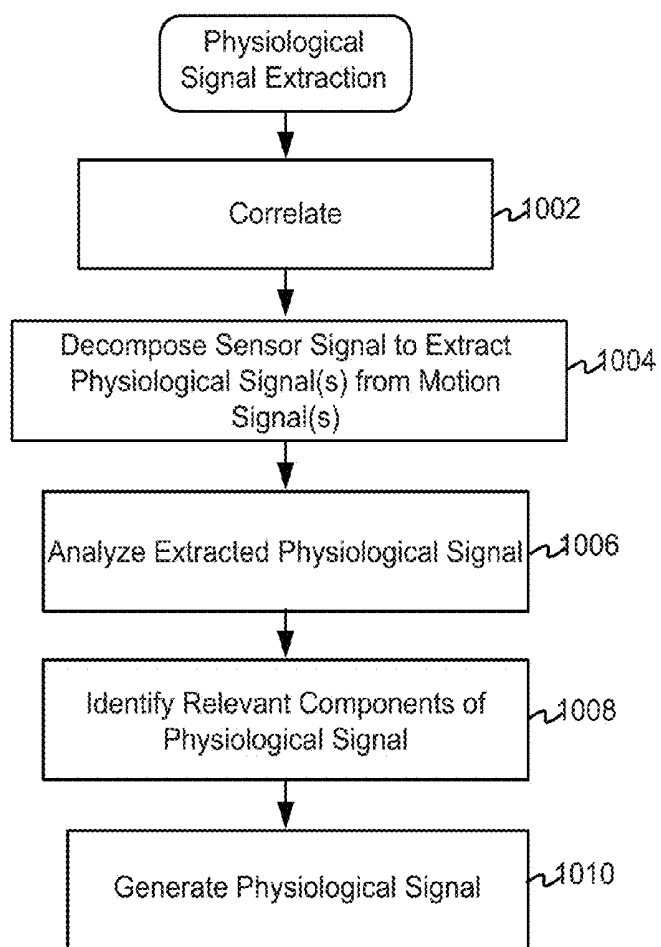 Physiological
Signal Extraction
Correlate
1002
Decompose Sensor Signal to Extract
Physiological Signal(s) from Motion
Signal(s)
1004
Analyze Extracted Physiological Signal
1006
Identify Relevant Components of
Physiological Signal
1008
Generate Physiological Signal
1010